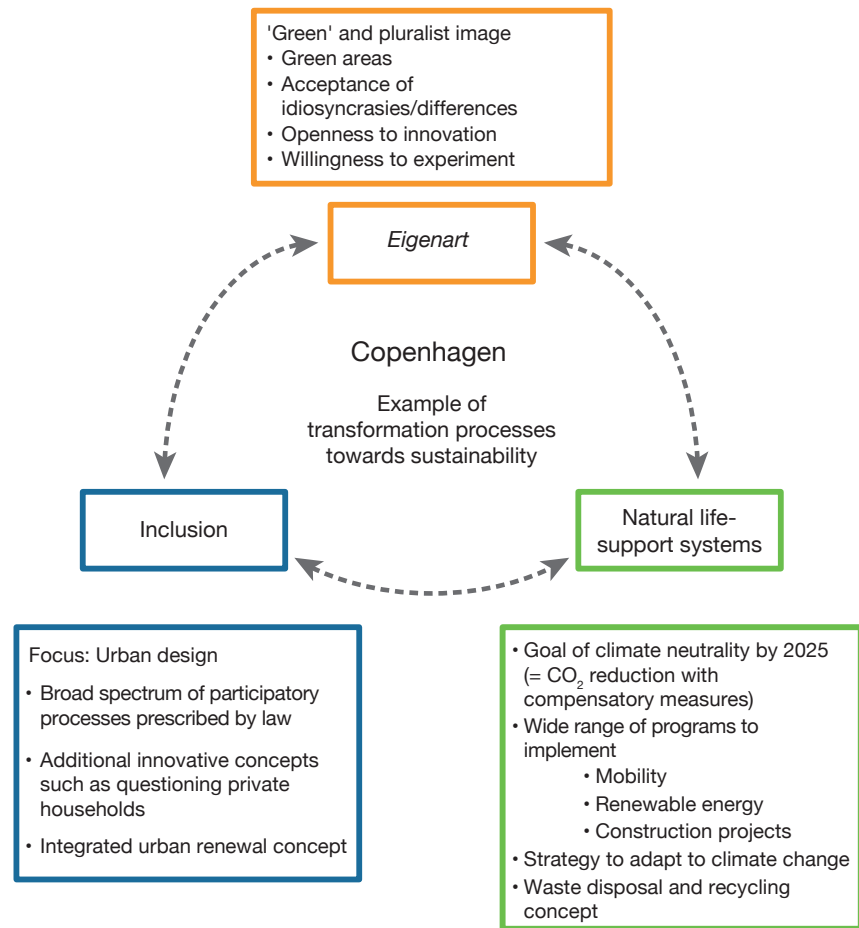 'Green' and pluralist image
• Green areas
• Acceptance of
idiosyncrasies/differences
• Openness to innovation
• Willingness to experiment
Eigenart
Copenhagen
Example of
transformation processes
towards sustainability
Inclusion
Natural life-
support systems
Focus: Urban design
• Broad spectrum of participatory
processes prescribed by law
• Additional innovative concepts
such as questioning private
households
• Integrated urban renewal concept
• Goal of climate neutrality by 2025
(= CO₂ reduction with
compensatory measures)
• Wide range of programs to
implement
• Mobility
• Renewable energy
• Construction projects
• Strategy to adapt to climate change
• Waste disposal and recycling
concept